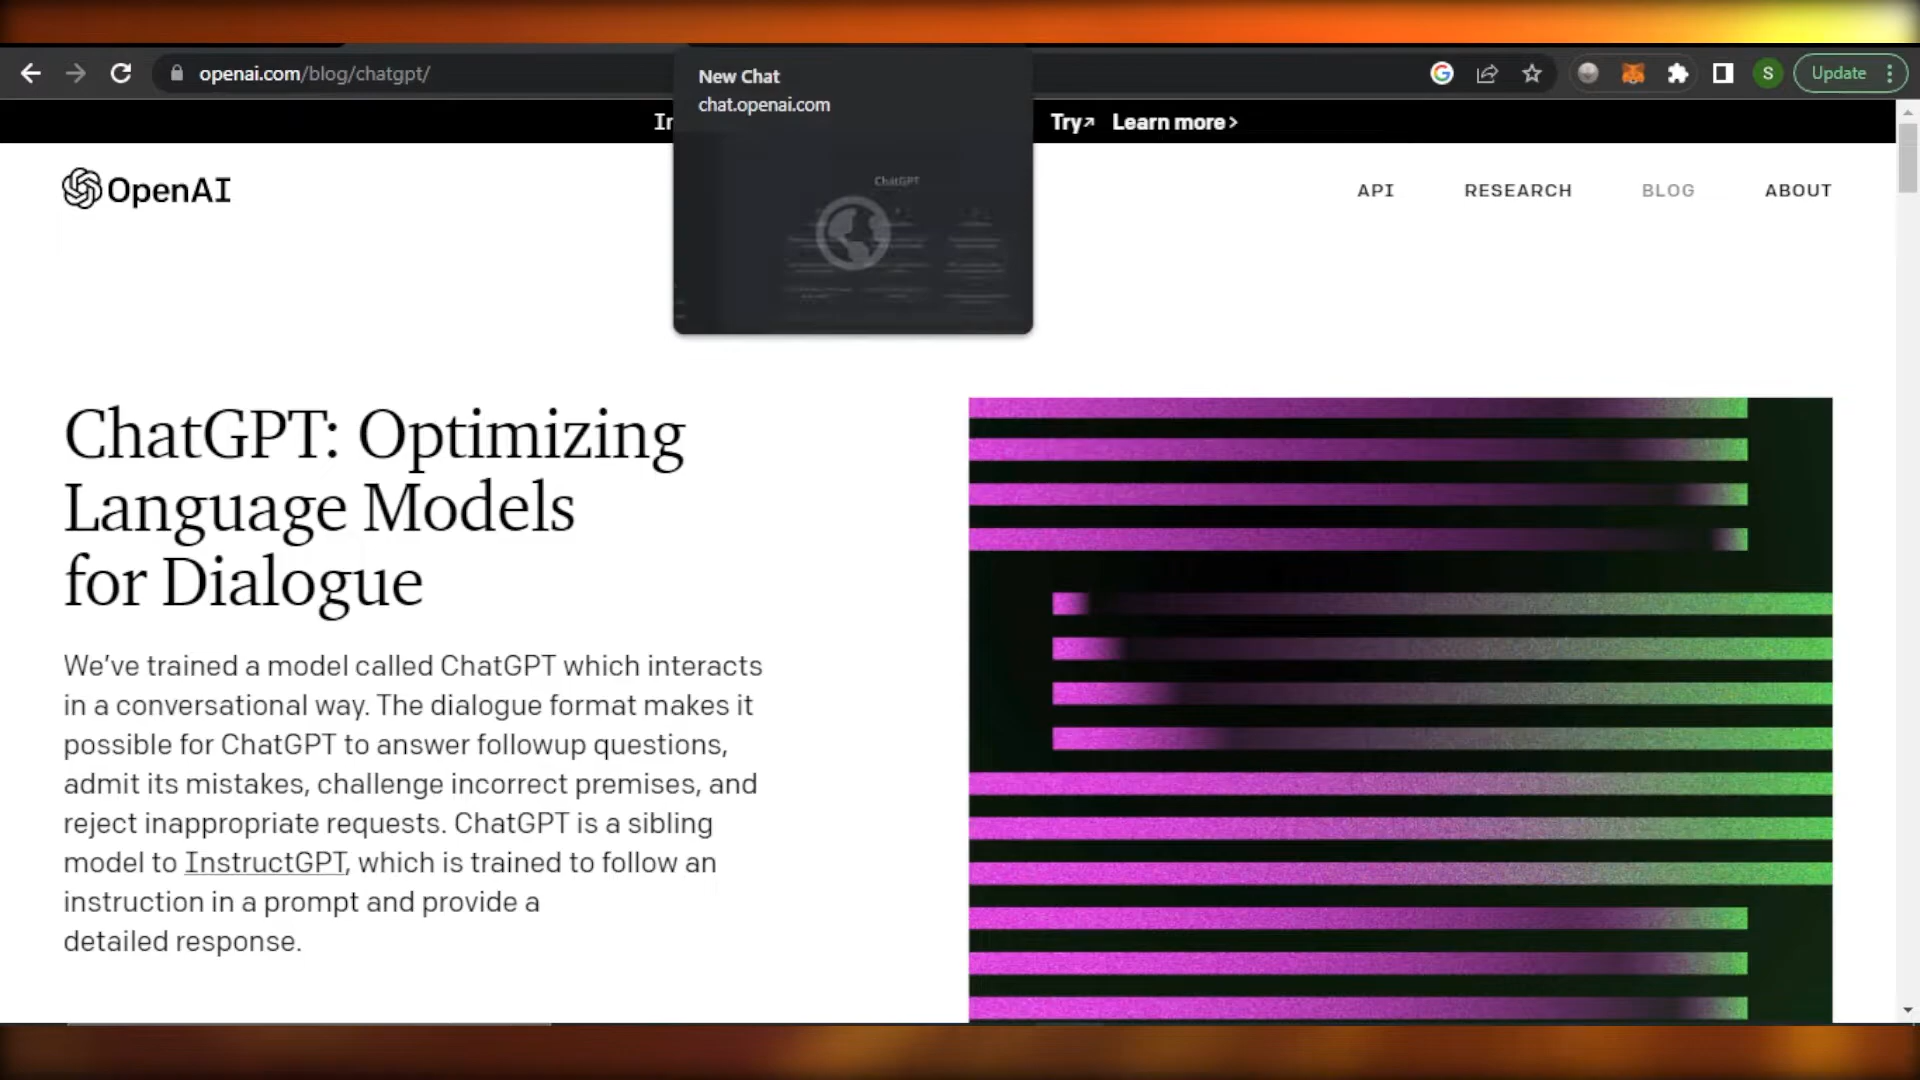 openai.com/blog/chatgpt/
New Chat
chat.openai.com
S
Update
Try↗ Learn more >
OpenAI
API RESEARCH BLOG ABOUT
ChatGPT
ChatGPT: Optimizing
Language Models
for Dialogue
We’ve trained a model called ChatGPT which interacts
in a conversational way. The dialogue format makes it
possible for ChatGPT to answer followup questions,
admit its mistakes, challenge incorrect premises, and
reject inappropriate requests. ChatGPT is a sibling
model to InstructGPT, which is trained to follow an
instruction in a prompt and provide a
detailed response.